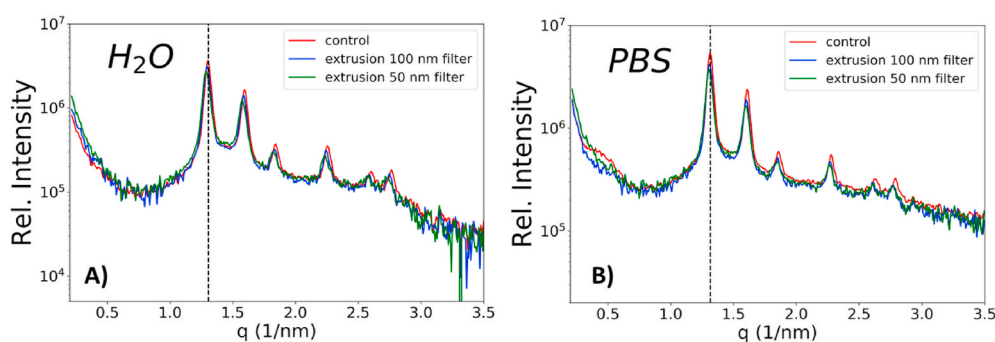 H₂O
control
extrusion 100 nm filter
extrusion 50 nm filter
Rel. Intensity
10⁷
10⁶
10⁵
10⁴
A)
0.5 1.0 1.5 2.0 2.5 3.0 3.5
q (1/nm)
PBS
control
extrusion 100 nm filter
extrusion 50 nm filter
Rel. Intensity
10⁷
10⁶
10⁵
B)
0.5 1.0 1.5 2.0 2.5 3.0 3.5
q (1/nm)